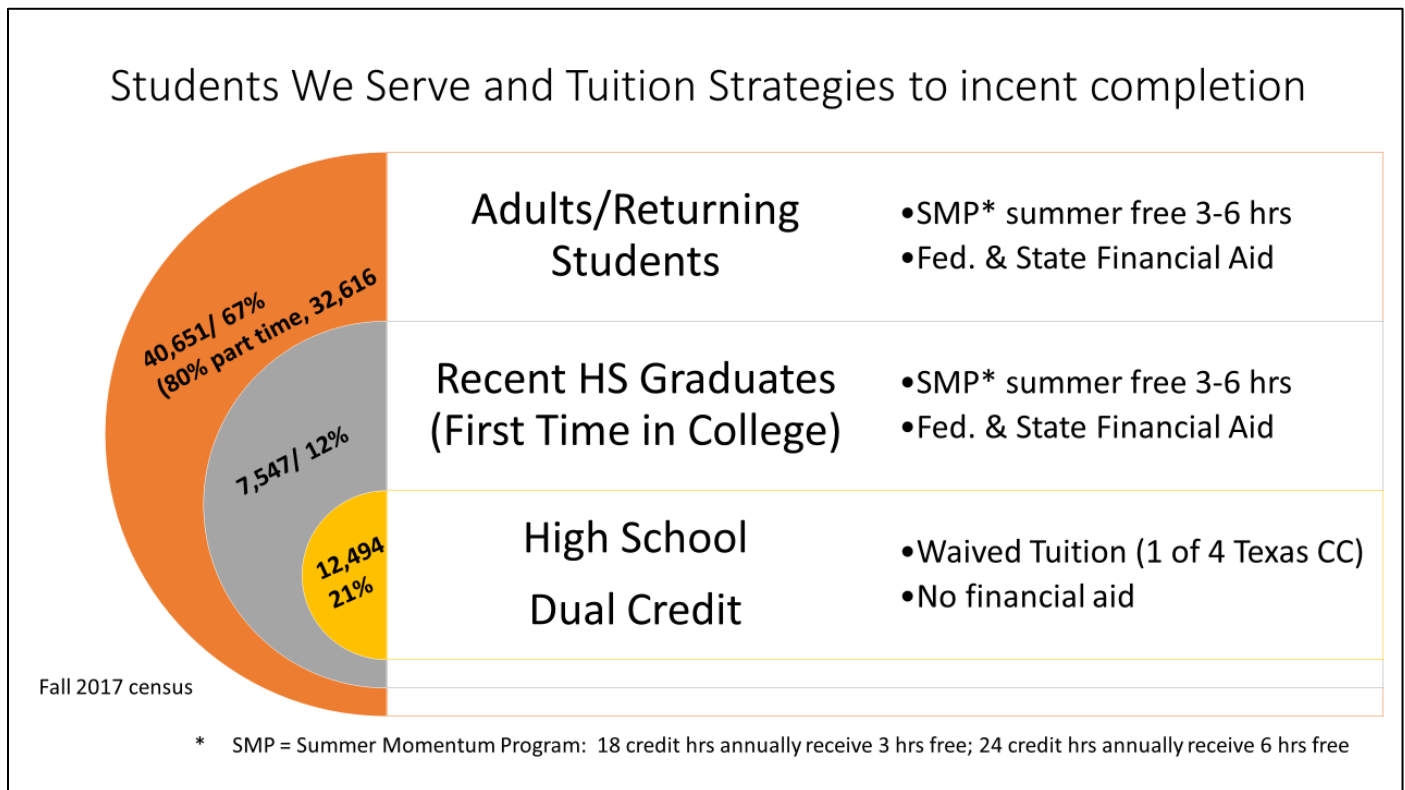 Students We Serve and Tuition Strategies to incent completion
40,651/ 67%
(80% part time, 32,616
Adults/Returning
Students
•SMP* summer free 3-6 hrs
•Fed. & State Financial Aid
7,547/ 12%
Recent HS Graduates
(First Time in College)
•SMP* summer free 3-6 hrs
•Fed. & State Financial Aid
12,494
21%
High School
Dual Credit
•Waived Tuition (1 of 4 Texas CC)
•No financial aid
Fall 2017 census
* SMP = Summer Momentum Program: 18 credit hrs annually receive 3 hrs free; 24 credit hrs annually receive 6 hrs free